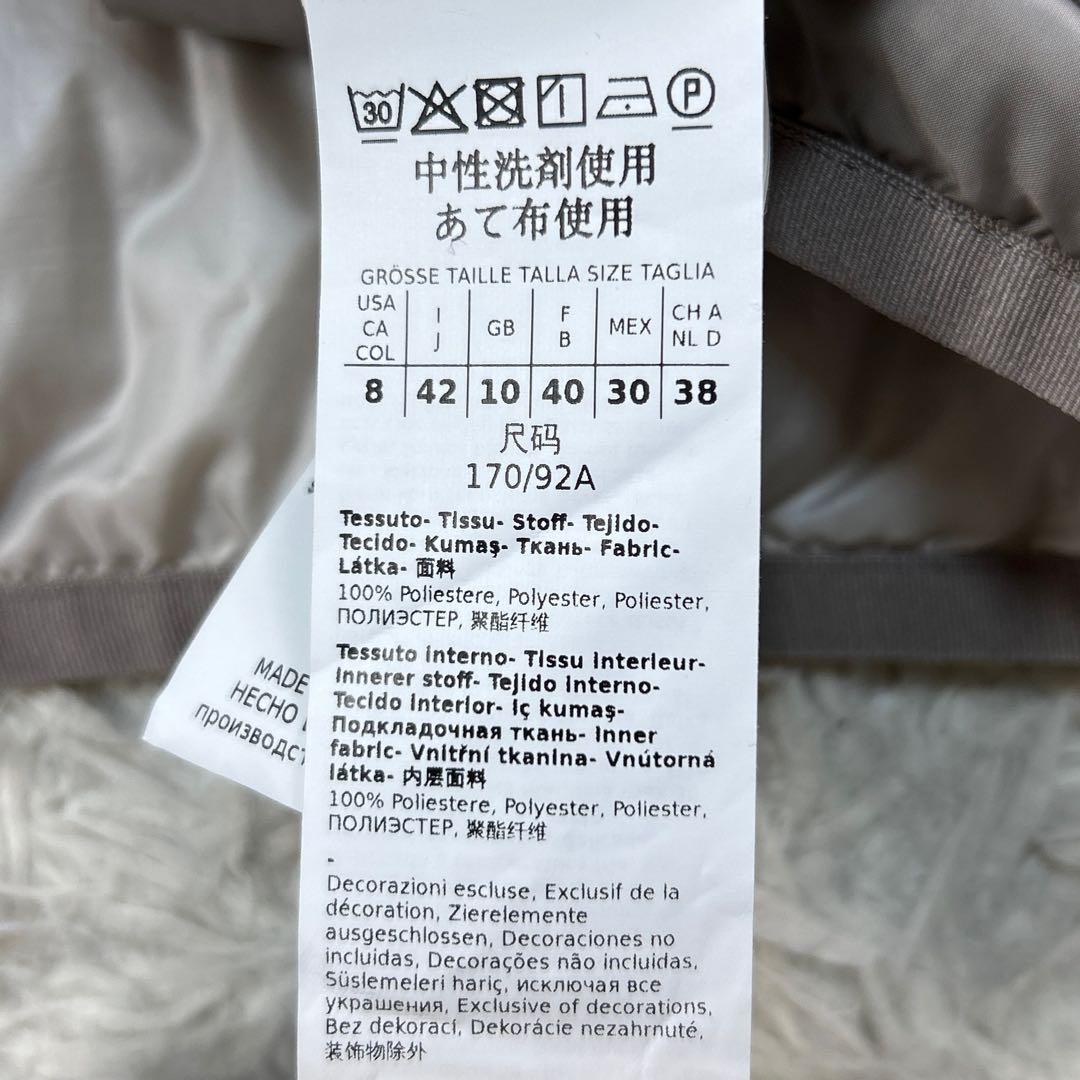 30 P
中性洗剤使用
あて布使用
GRÖSSE TAILLE TALLA SIZE TAGLIA
USA CA COL I J GB F B MEX CH A NL D
8 42 10 40 30 38
尺码
170/92A
Tessuto- Tissu- Stoff- Tejido-
Tecido- Kumaş- Ткань- Fabric-
Látka- 面料
100% Poliestere, Polyester, Poliester,
ПОЛИЭСТЕР, 聚酯纤维
Tessuto interno- Tissu interieur-
Innerer stoff- Tejido interno-
Tecido interior- iç kumaş-
Подкладочная ткань- Inner
fabric- Vnitřní tkanina- Vnútorná
látka- 内层面料
100% Poliestere, Polyester, Poliester,
ПОЛИЭСТЕР, 聚酯纤维
-
Decorazioni escluse, Exclusif de la
décoration, Zierelemente
ausgeschlossen, Decoraciones no
incluidas, Decorações não incluidas,
Süslemeleri hariç, исключая все
украшения, Exclusive of decorations,
Bez dekorací, Dekorácie nezahrnuté,
装饰物除外
MADE
HECHO